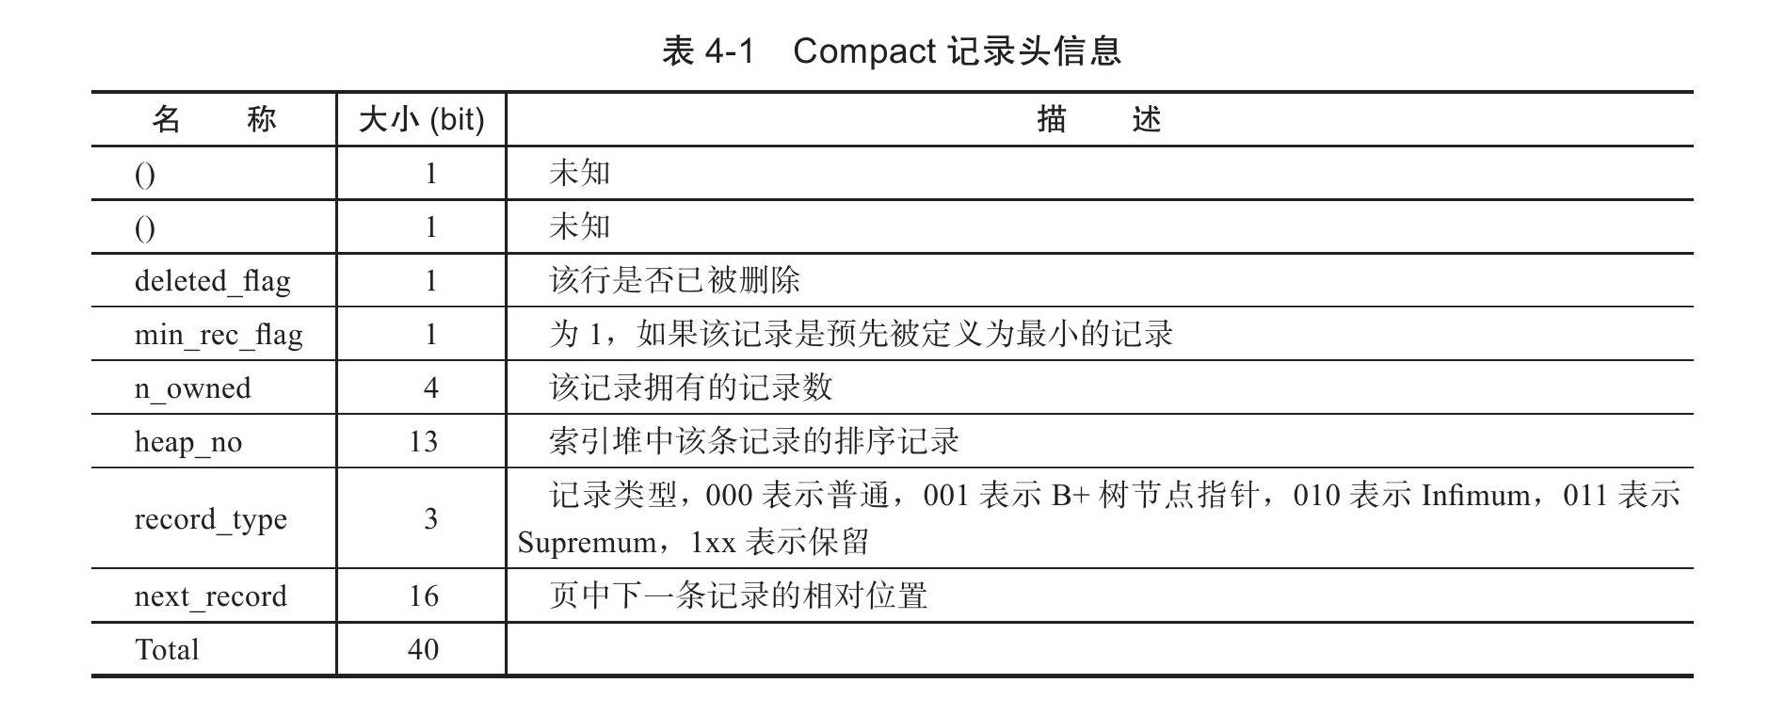 表 4-1 Compact 记录头信息
名 称 大小 (bit) 描 述
() 1 未知
() 1 未知
deleted_flag 1 该行是否已被删除
min_rec_flag 1 为 1，如果该记录是预先被定义为最小的记录
n_owned 4 该记录拥有的记录数
heap_no 13 索引堆中该条记录的排序记录
record_type 3 记录类型，000 表示普通，001 表示 B+ 树节点指针，010 表示 Infimum，011 表示
Supremum，1xx 表示保留
next_record 16 页中下一条记录的相对位置
Total 40